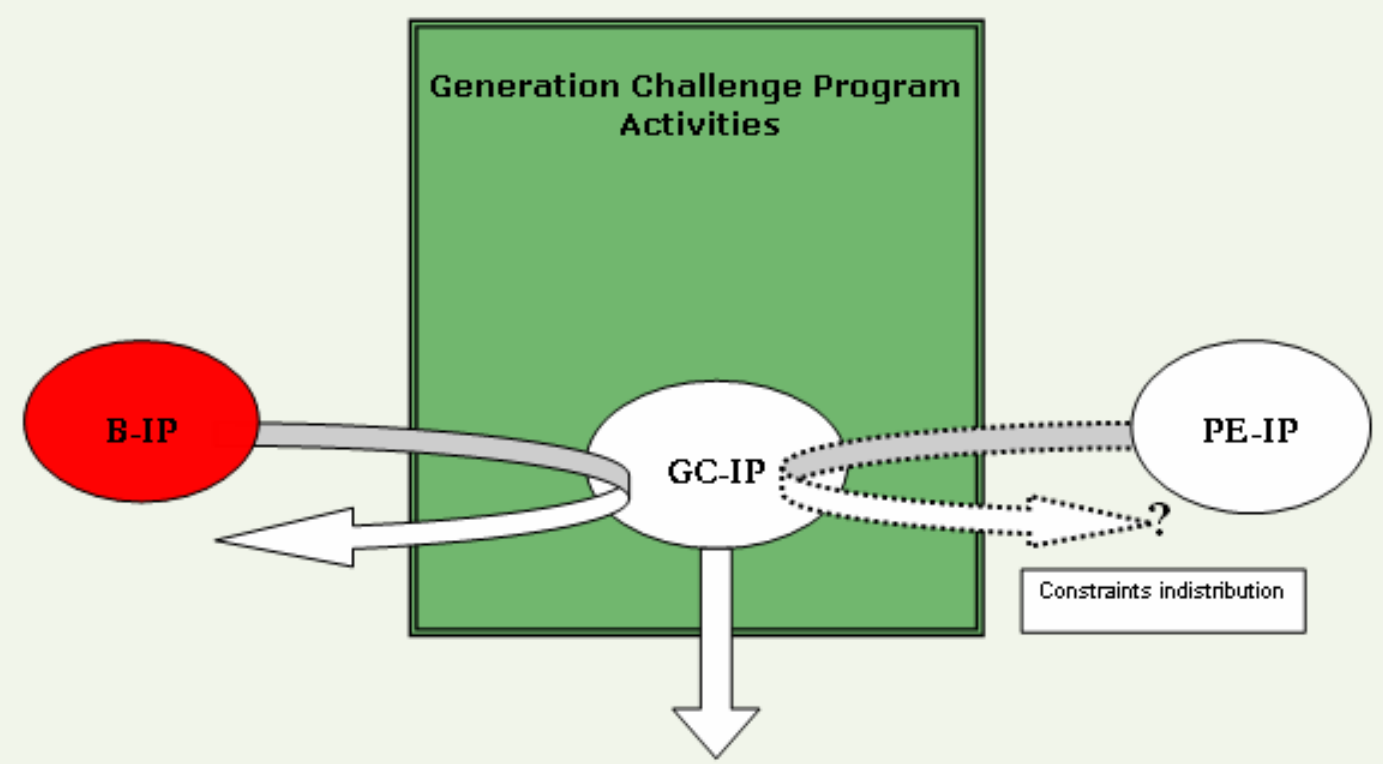 Generation Challenge Program
Activities
B-IP
GC-IP
PE-IP
?
Constraints indistribution